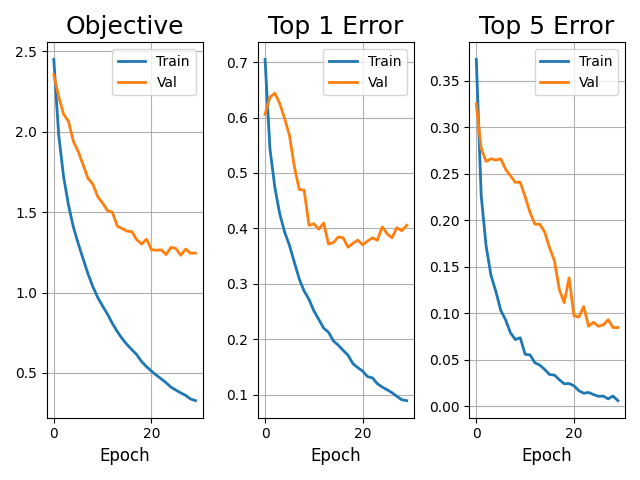 Objective
Train
Val
2.5
2.0
1.5
1.0
0.5
0
20
Epoch
Top 1 Error
Train
Val
0.7
0.6
0.5
0.4
0.3
0.2
0.1
0
20
Epoch
Top 5 Error
Train
Val
0.35
0.30
0.25
0.20
0.15
0.10
0.05
0.00
0
20
Epoch